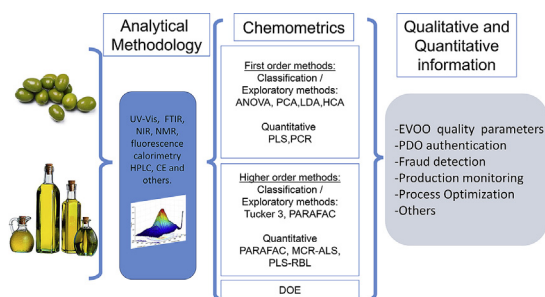 Analytical
Methodology
UV-Vis, FTIR,
NIR, NMR,
fluorescence
calorimetry
HPLC, CE and
others.
Chemometrics
First order methods:
Classification /
Exploratory methods:
ANOVA, PCA,LDA,HCA
Quantitative
PLS,PCR
Higher order methods:
Classification /
Exploratory methods:
Tucker 3, PARAFAC
Quantitative
PARAFAC, MCR-ALS,
PLS-RBL
DOE
Qualitative and
Quantitative
information
-EVOO quality parameters
-PDO authentication
-Fraud detection
-Production monitoring
-Process Optimization
-Others